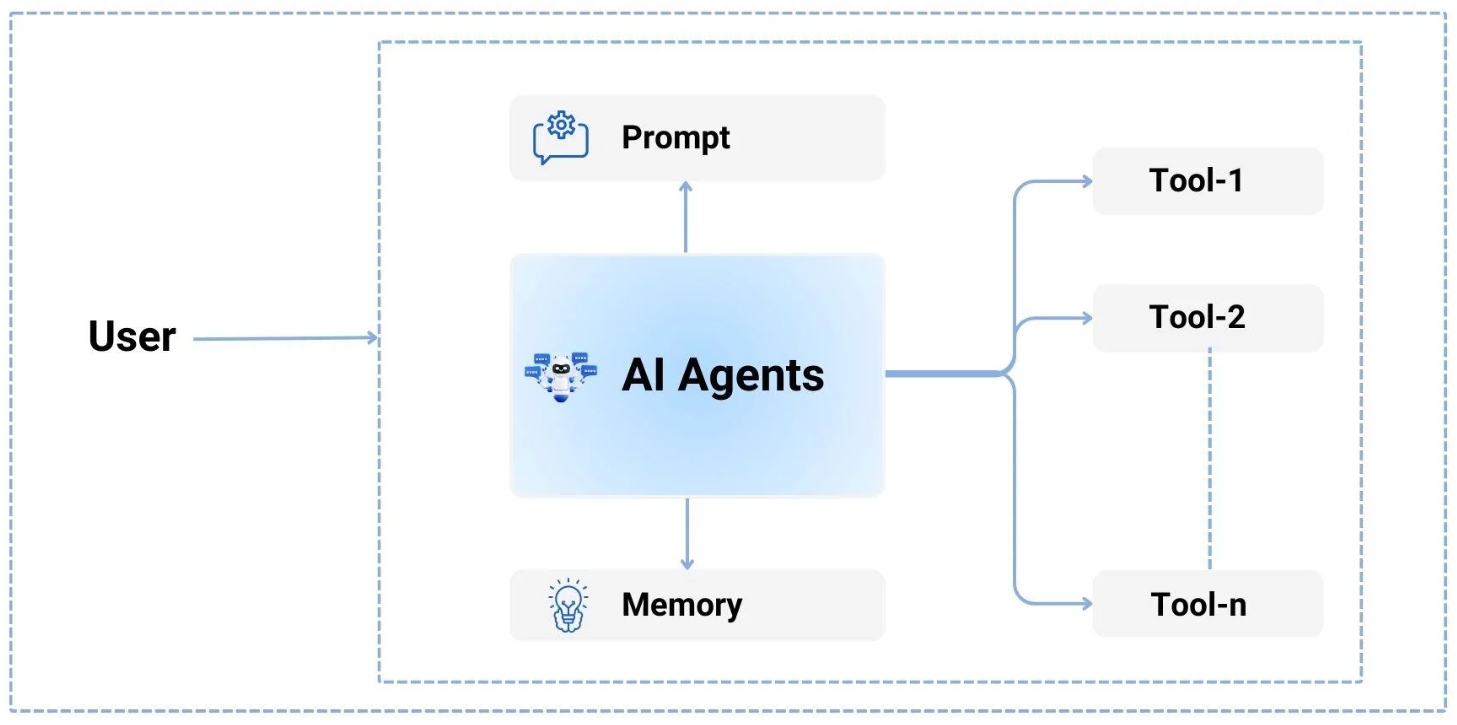 Prompt
Tool-1
Tool-2
User
AI Agents
Memory
Tool-n